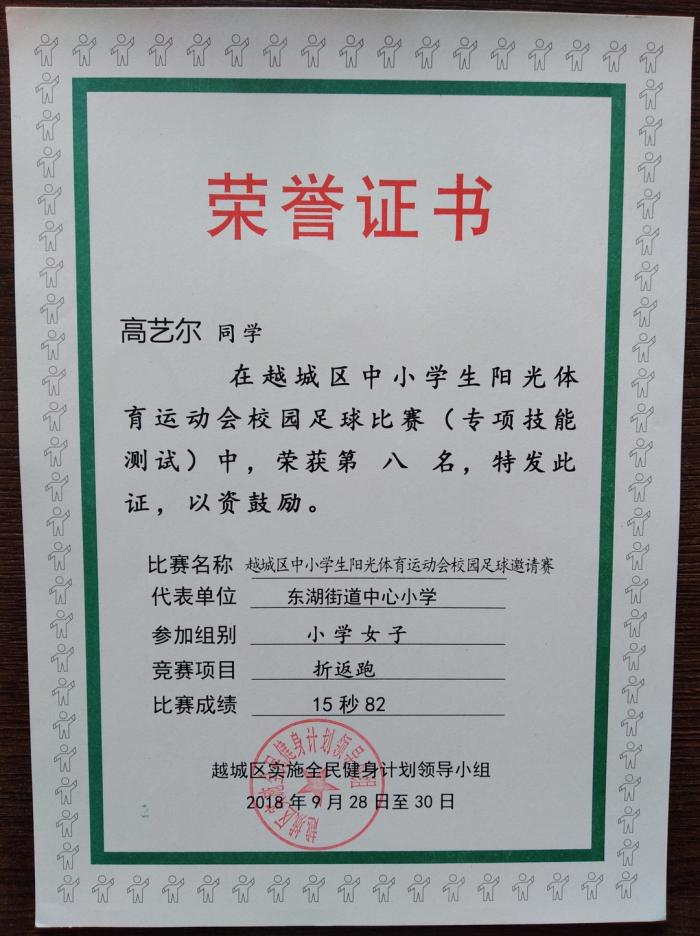 荣誉证书
高艺尔 同学
在越城区中小学生阳光体
育运动会校园足球比赛（专项技能
测试）中，荣获第 八 名，特发此
证，以资鼓励。
比赛名称 越城区中小学生阳光体育运动会校园足球邀请赛
代表单位 东湖街道中心小学
参加组别 小学女子
竞赛项目 折返跑
比赛成绩 15秒82
越城区实施全民健身计划领导小组
2018年9月28日至30日